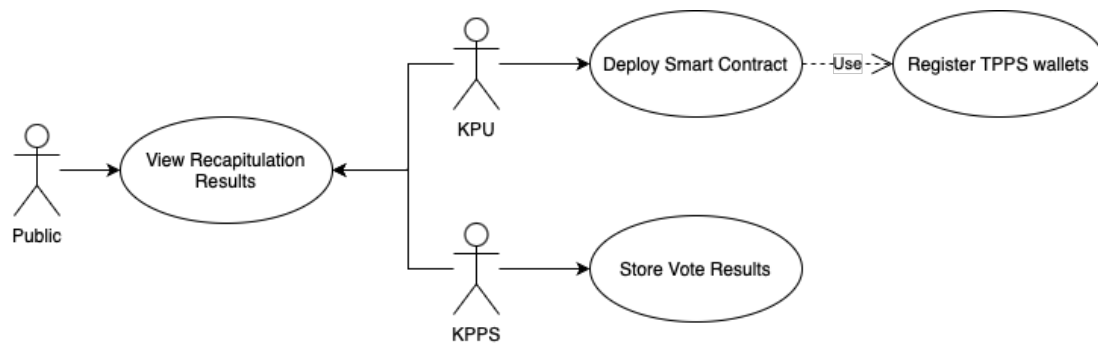 Deploy Smart Contract
Use
Register TPPS wallets
KPU
View Recapitulation
Results
Public
Store Vote Results
KPPS